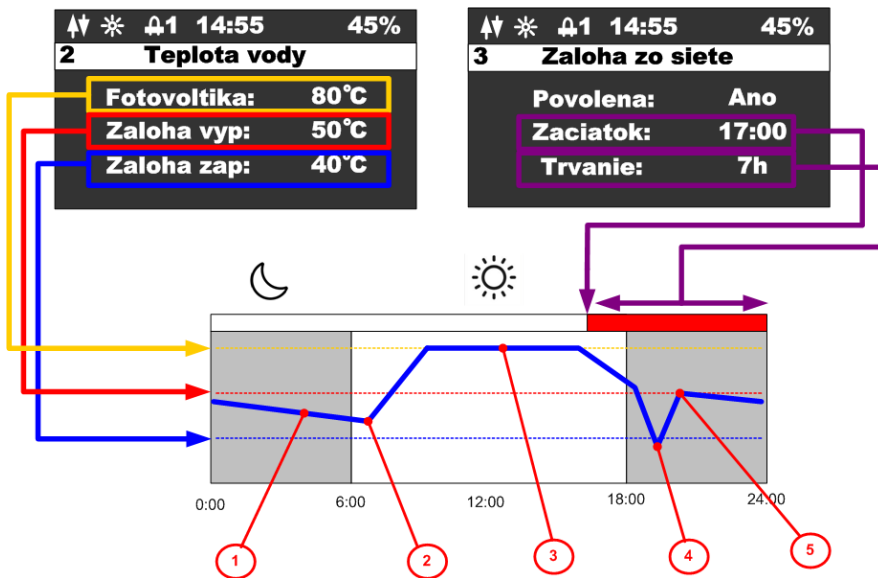 1 14:55 45%
2 Teplota vody
Fotovoltika: 80°C
Zaloha vyp: 50°C
Zaloha zap: 40°C
1 14:55 45%
3 Zaloha zo siete
Povolena: Ano
Zaciatok: 17:00
Trvanie: 7h
0:00 6:00 12:00 18:00 24:00
1 2 3 4 5